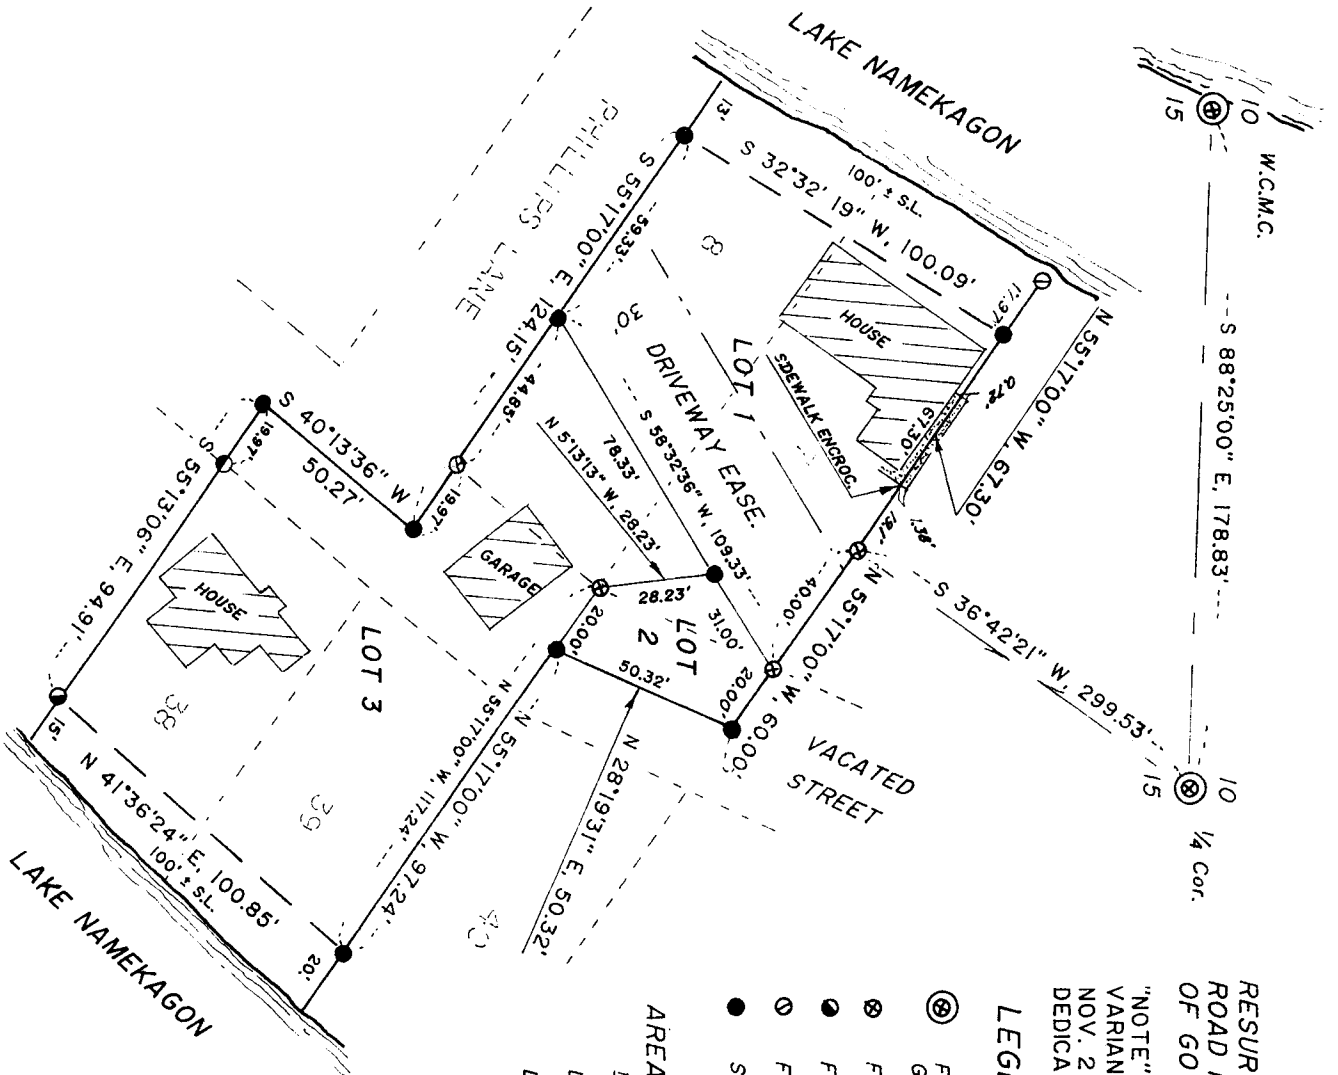 LAKE NAMEKAGON
10
15
W.C.M.C.
S 88°25'00" E, 178.83'
10
15
1/4 Cor.
13'
S 32°32'19" W, 100.09'
100' ± S.L.
17.97'
N 55°17'00" W, 67.30'
PHILLIPS LANE
S 55°17'00" E, 124.15'
59.33'
44.85'
19.97'
8
HOUSE
LOT 1
30'
DRIVEWAY EASE.
SIDEWALK ENCROC.
67.30'
0.72'
1.38'
19.1'
S 58°32'36" W, 109.33'
78.33'
31.00'
N 5°13'13" W, 28.23'
28.23'
40.00'
N 55°17'00" W, 60.00'
20.00'
S 36°42'21" W, 299.53'
VACATED
STREET
LOT
2
20.00'
50.32'
N 28°19'31" E, 50.32'
GARAGE
S 40°13'36" W
50.27'
19.97'
S 55°13'06" E, 94.91'
HOUSE
LOT 3
38
39
40
N 55°17'00" W, 117.24'
N 55°17'00" W, 97.24'
15'
N 41°36'24" E, 100.85'
100' ± S.L.
20'
LAKE NAMEKAGON
RESUR
ROAD
OF GO
"NOTE"
VARIAN
NOV. 2
DEDICA
LEG
F
G
F
F
F
S
AREA
L
L